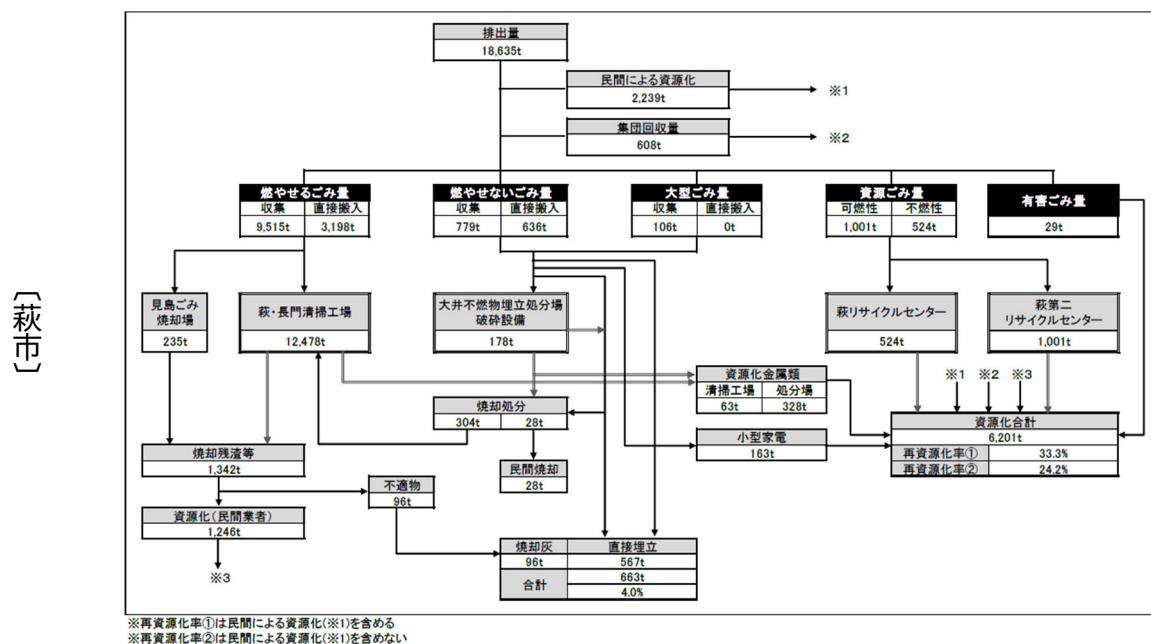 〔萩市〕
排出量
18,635t
民間による資源化
2,239t
※1
集団回収量
608t
※2
燃やせるごみ量
収集 直接搬入
9,515t 3,198t
燃やせないごみ量
収集 直接搬入
779t 636t
大型ごみ量
収集 直接搬入
106t 0t
資源ごみ量
可燃性 不燃性
1,001t 524t
有害ごみ量
29t
見島ごみ
焼却場
235t
萩・長門清掃工場
12,478t
大井不燃物埋立処分場
破砕設備
178t
萩リサイクルセンター
524t
萩第二
リサイクルセンター
1,001t
資源化金属類
清掃工場 処分場
63t 328t
※1 ※2 ※3
焼却処分
304t 28t
資源化合計
6,201t
再資源化率① 33.3%
再資源化率② 24.2%
小型家電
163t
焼却残渣等
1,342t
民間焼却
28t
不適物
96t
資源化(民間業者)
1,246t
※3
焼却灰 直接埋立
96t 567t
合計 663t
4.0%
※再資源化率①は民間による資源化(※1)を含める
※再資源化率②は民間による資源化(※1)を含めない